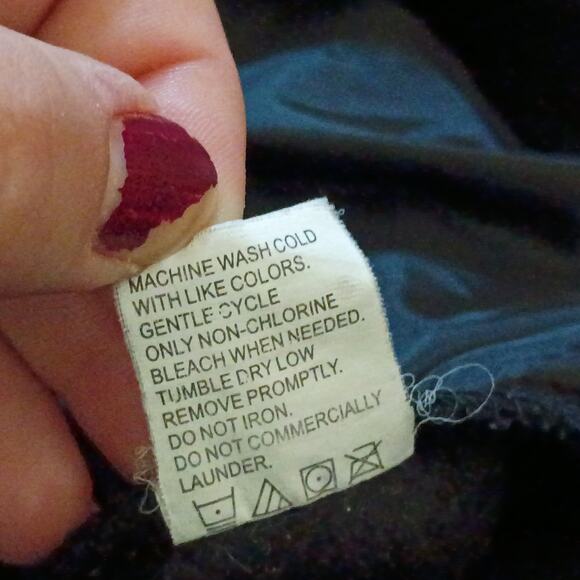 MACHINE WASH COLD
WITH LIKE COLORS.
GENTLE CYCLE
ONLY NON-CHLORINE
BLEACH WHEN NEEDED.
TUMBLE DRY LOW
REMOVE PROMPTLY.
DO NOT IRON.
DO NOT COMMERCIALLY
LAUNDER.